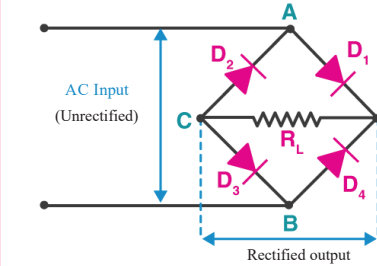 A
D2
D1
AC Input
(Unrectified)
C
RL
D3
D4
B
Rectified output